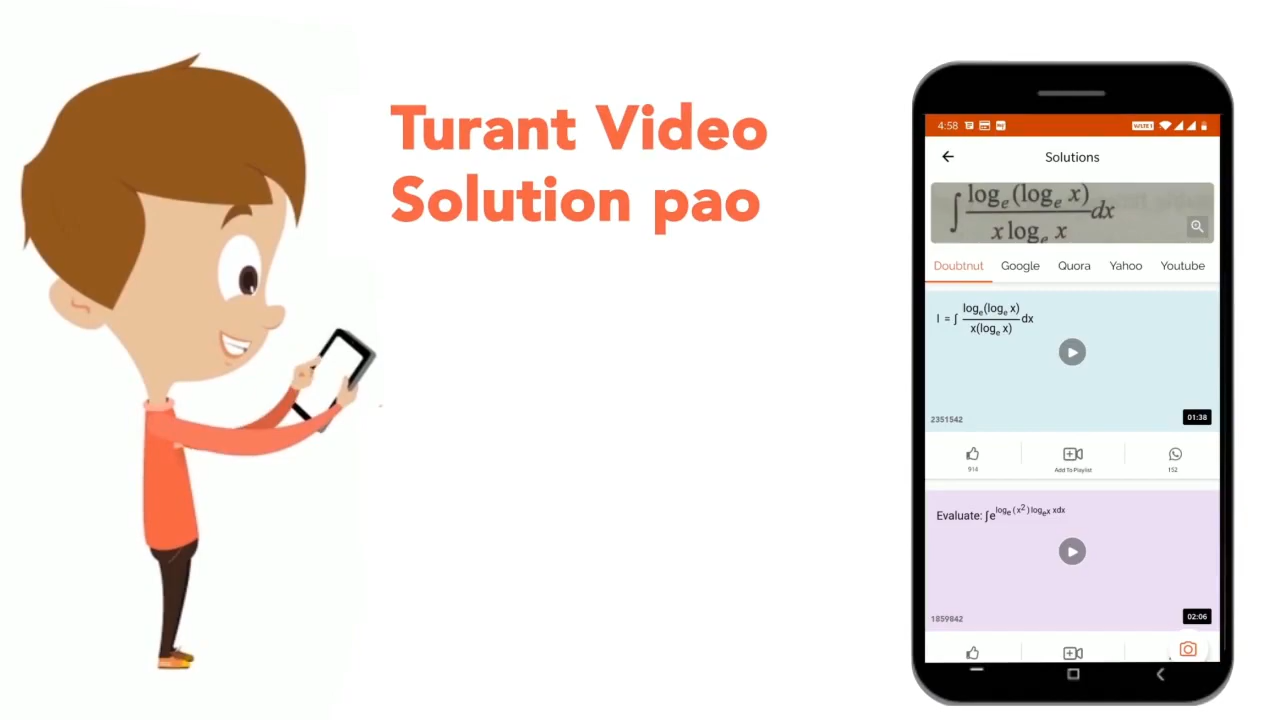 Turant Video
Solution pao
4:58
VoLTE1
Solutions
∫ logₑ(logₑ x) / x logₑ x dx
Doubtnut Google Quora Yahoo Youtube
I = ∫ logₑ(logₑ x) / x(logₑ x) dx
2351542 01:38
914 Add To Playlist 152
Evaluate: ∫e^logₑ(x²)logₑx xdx
1859842 02:06